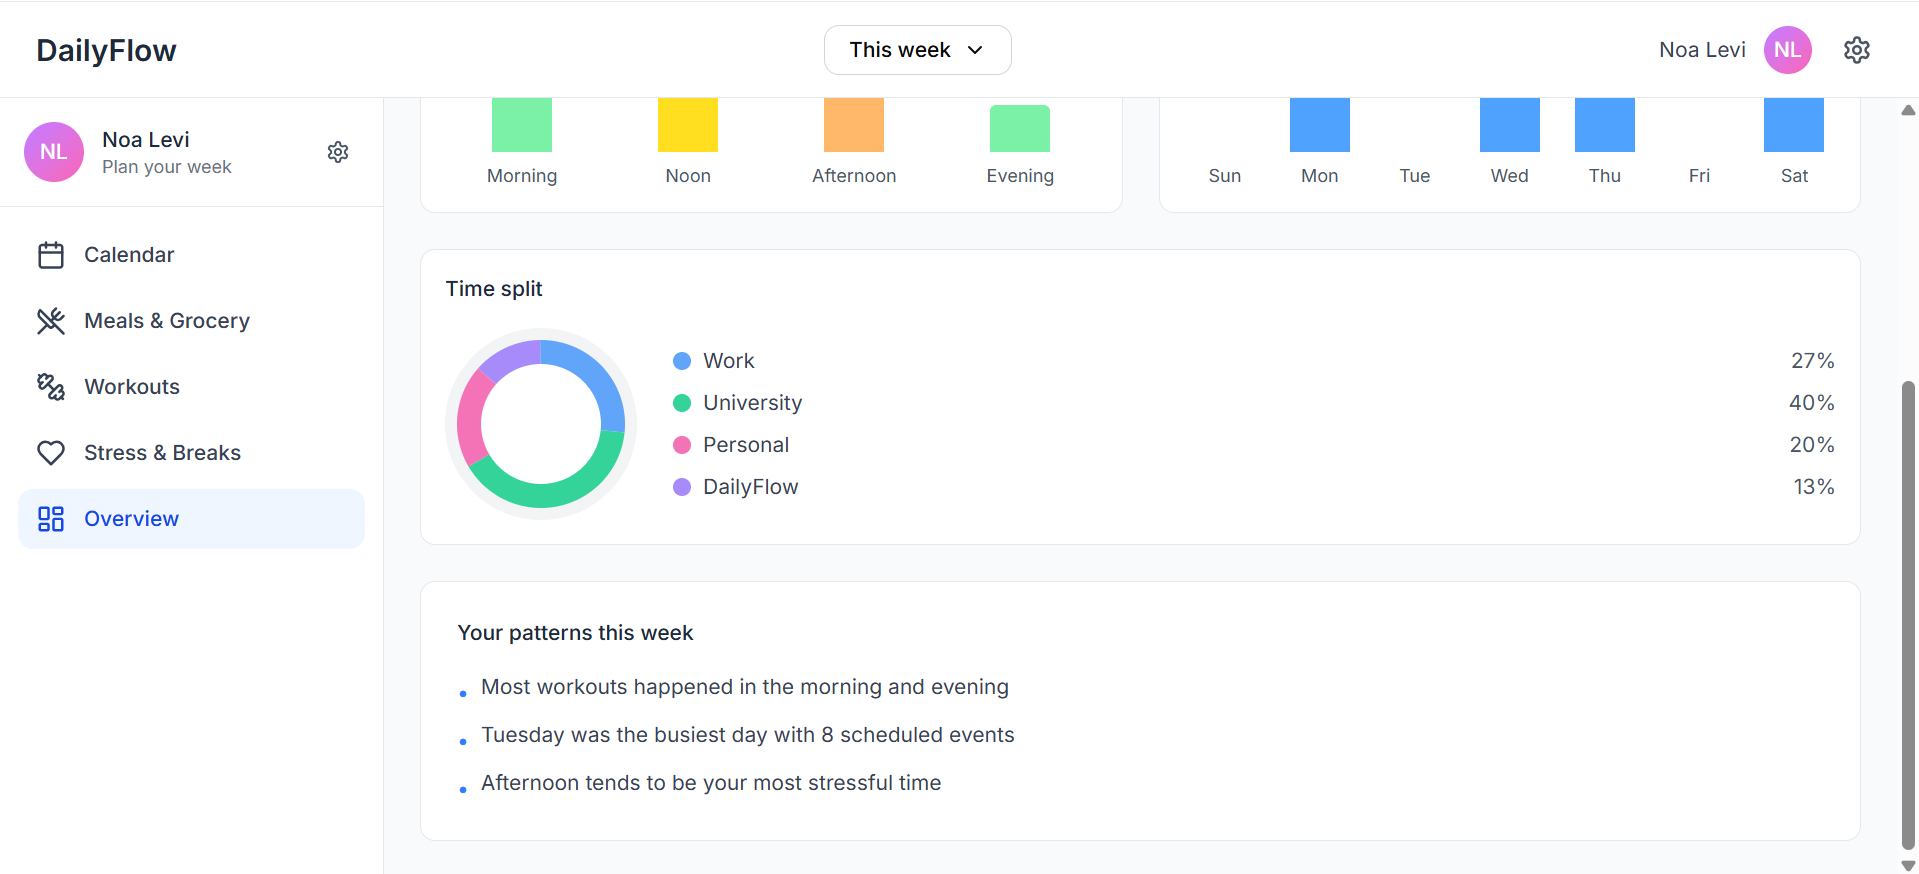 DailyFlow
This week
Noa Levi
NL
NL
Noa Levi
Plan your week
Calendar
Meals & Grocery
Workouts
Stress & Breaks
Overview
Morning Noon Afternoon Evening
Sun Mon Tue Wed Thu Fri Sat
Time split
Work 27%
University 40%
Personal 20%
DailyFlow 13%
Your patterns this week
• Most workouts happened in the morning and evening
• Tuesday was the busiest day with 8 scheduled events
• Afternoon tends to be your most stressful time